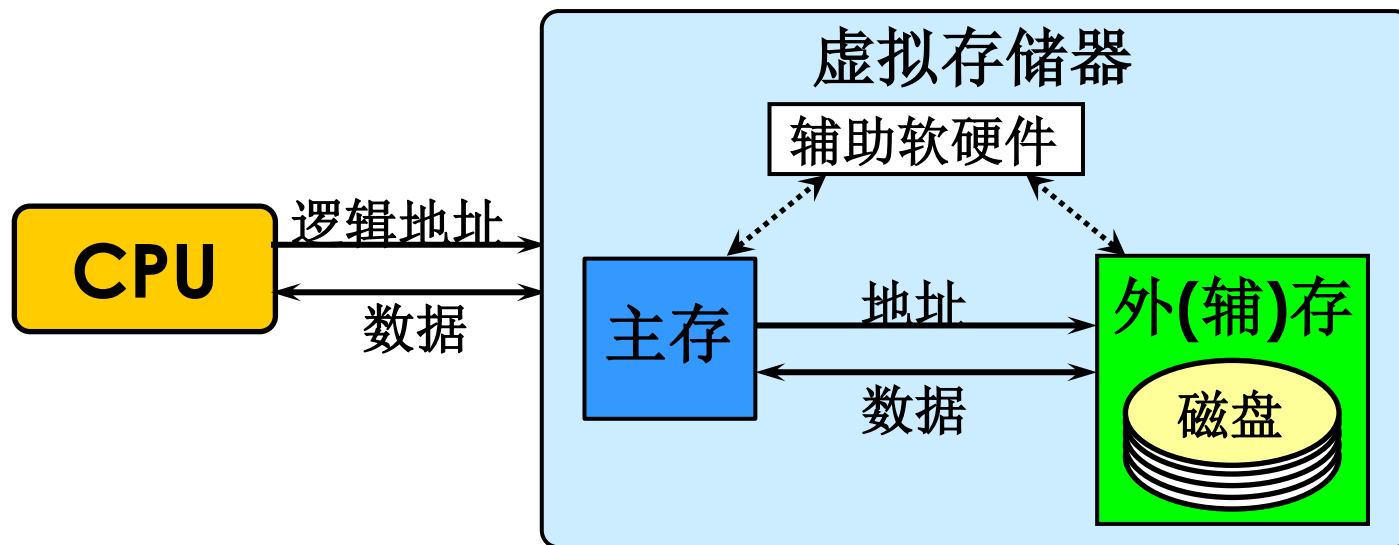 虚拟存储器
辅助软硬件
逻辑地址
CPU
数据
主存
地址
数据
外(辅)存
磁盘